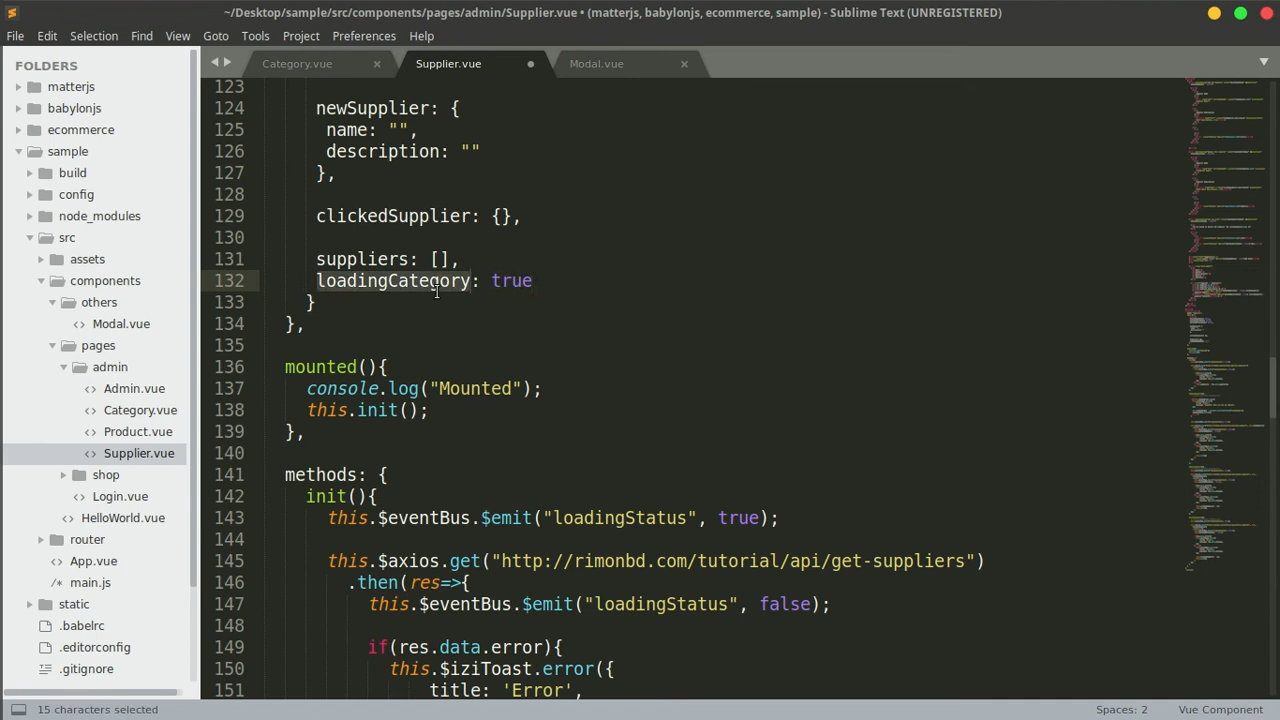 ~/Desktop/sample/src/components/pages/admin/Supplier.vue • (matterjs, babylonjs, ecommerce, sample) - Sublime Text (UNREGISTERED)
File Edit Selection Find View Goto Tools Project Preferences Help
FOLDERS
matterjs
babylonjs
ecommerce
sample
build
config
node_modules
src
assets
components
others
Modal.vue
pages
admin
Admin.vue
Category.vue
Product.vue
Supplier.vue
shop
Login.vue
HelloWorld.vue
router
App.vue
main.js
static
.babelrc
.editorconfig
.gitignore
Category.vue Supplier.vue Modal.vue
123
124 newSupplier: {
125 name: "",
126 description: ""
127 },
128
129 clickedSupplier: {},
130
131 suppliers: [],
132 loadingCategory: true
133 }
134 },
135
136 mounted(){
137 console.log("Mounted");
138 this.init();
139 },
140
141 methods: {
142 init(){
143 this.$eventBus.$emit("loadingStatus", true);
144
145 this.$axios.get("http://rimonbd.com/tutorial/api/get-suppliers")
146 .then(res=>{
147 this.$eventBus.$emit("loadingStatus", false);
148
149 if(res.data.error){
150 this.$iziToast.error({
151 title: 'Error',
15 characters selected Spaces: 2 Vue Component